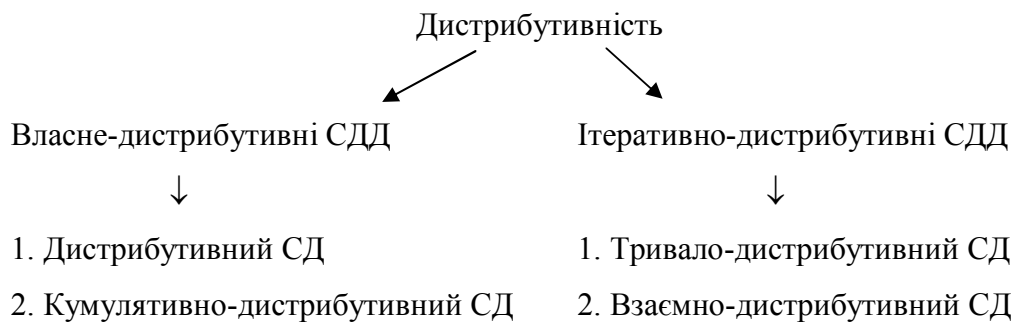 Дистрибутивність
Власне-дистрибутивні СДД
Ітеративно-дистрибутивні СДД
↓
↓
1. Дистрибутивний СД
1. Тривало-дистрибутивний СД
2. Кумулятивно-дистрибутивний СД
2. Взаємно-дистрибутивний СД